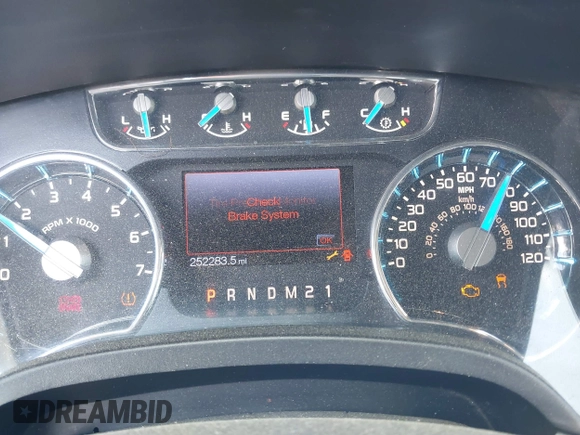 L H C H E F C H
Check
Brake System
OK
252283.5 mi
P R N D M 2 1
0 1 2 3 4 5 6 7
RPM X 1000
0 10 20 30 40 50 60 70 90 100 110 120
MPH
km/h
DREAMBID